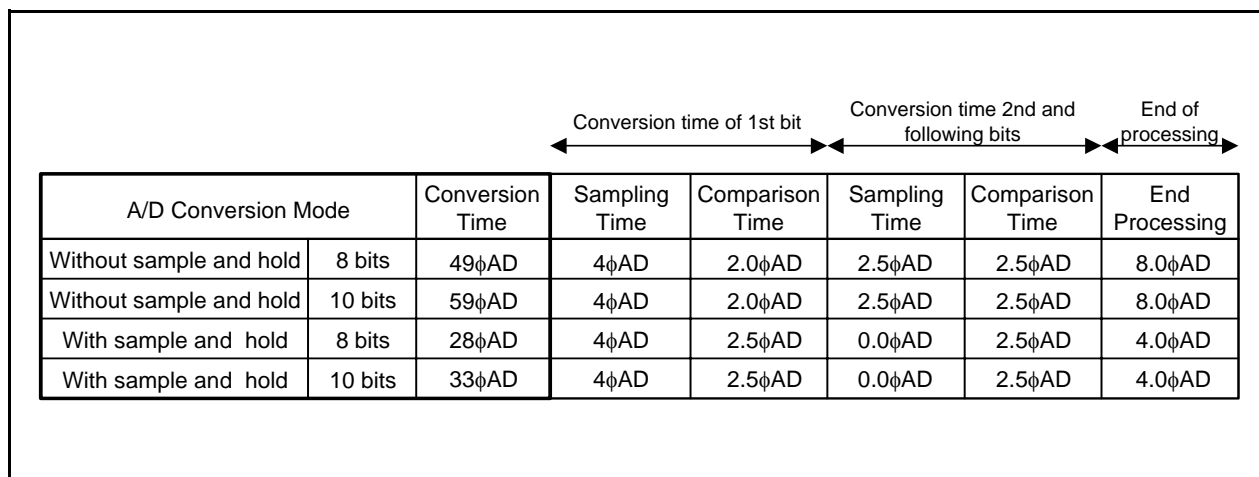 Conversion time of 1st bit
Conversion time 2nd and
following bits
End of
processing
A/D Conversion Mode
Conversion
Time
Sampling
Time
Comparison
Time
Sampling
Time
Comparison
Time
End
Processing
Without sample and hold 8 bits 49ϕAD 4ϕAD 2.0ϕAD 2.5ϕAD 2.5ϕAD 8.0ϕAD
Without sample and hold 10 bits 59ϕAD 4ϕAD 2.0ϕAD 2.5ϕAD 2.5ϕAD 8.0ϕAD
With sample and hold 8 bits 28ϕAD 4ϕAD 2.5ϕAD 0.0ϕAD 2.5ϕAD 4.0ϕAD
With sample and hold 10 bits 33ϕAD 4ϕAD 2.5ϕAD 0.0ϕAD 2.5ϕAD 4.0ϕAD